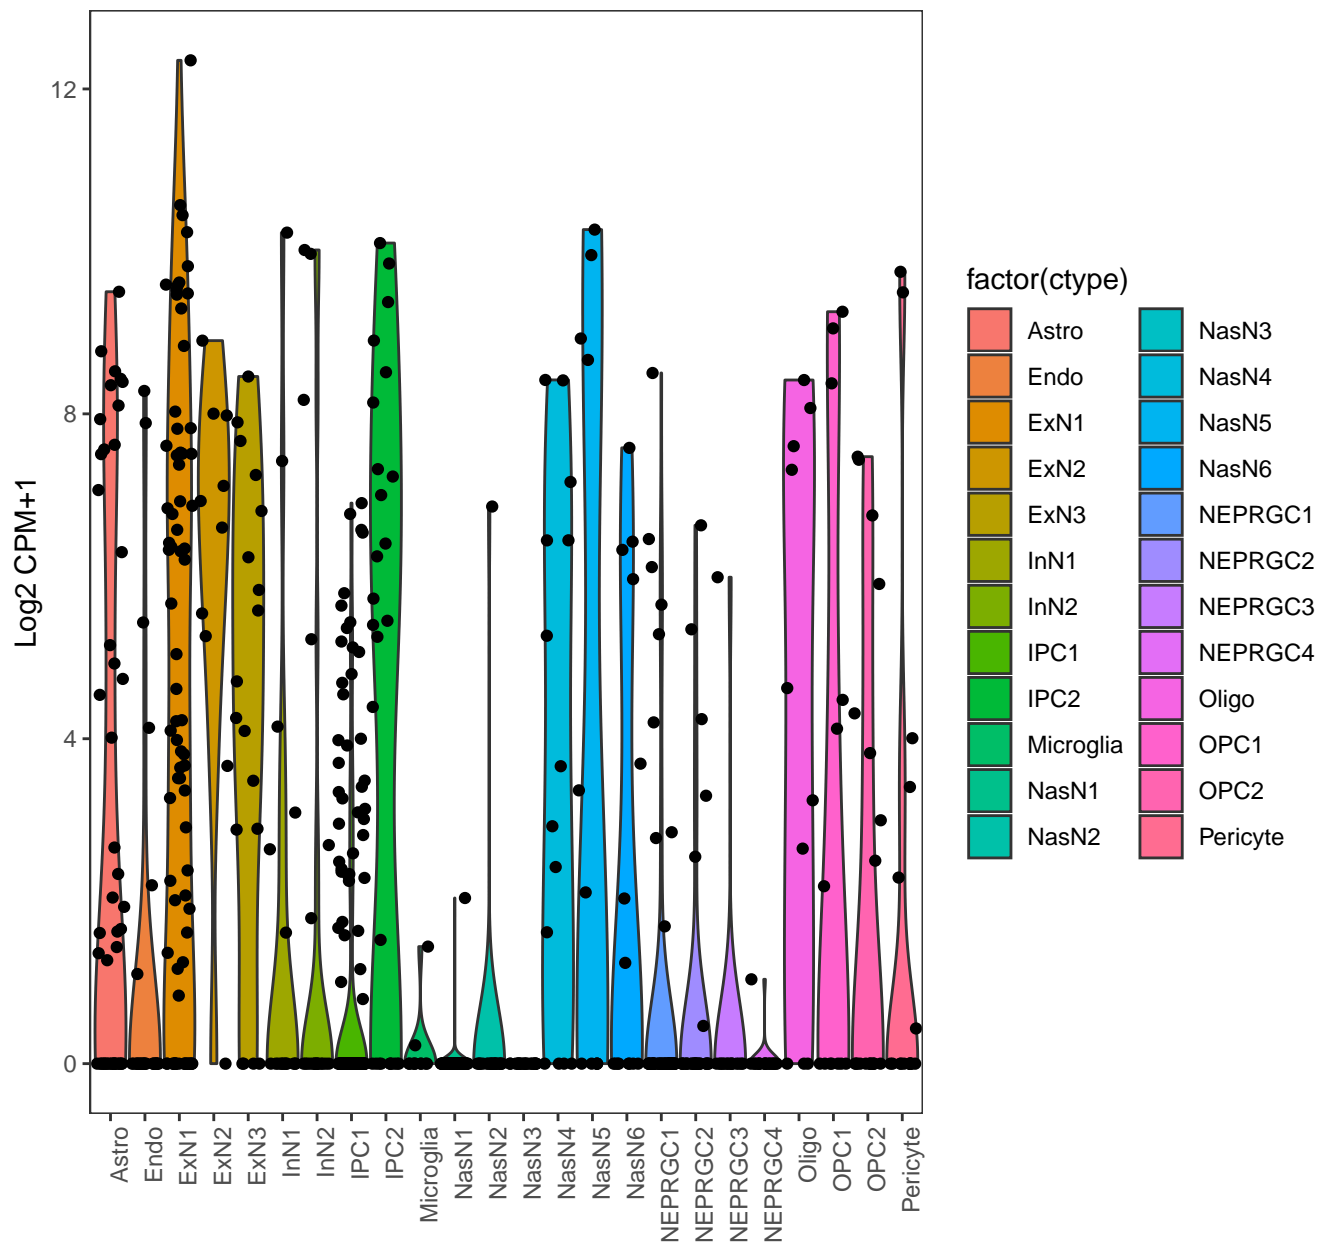 12
8
4
0
Log2 CPM+1
Astro
Endo
ExN1
ExN2
ExN3
InN1
InN2
IPC1
IPC2
Microglia
NasN1
NasN2
NasN3
NasN4
NasN5
NasN6
NEPRGC1
NEPRGC2
NEPRGC3
NEPRGC4
Oligo
OPC1
OPC2
Pericyte
factor(ctype)
Astro
Endo
ExN1
ExN2
ExN3
InN1
InN2
IPC1
IPC2
Microglia
NasN1
NasN2
NasN3
NasN4
NasN5
NasN6
NEPRGC1
NEPRGC2
NEPRGC3
NEPRGC4
Oligo
OPC1
OPC2
Pericyte